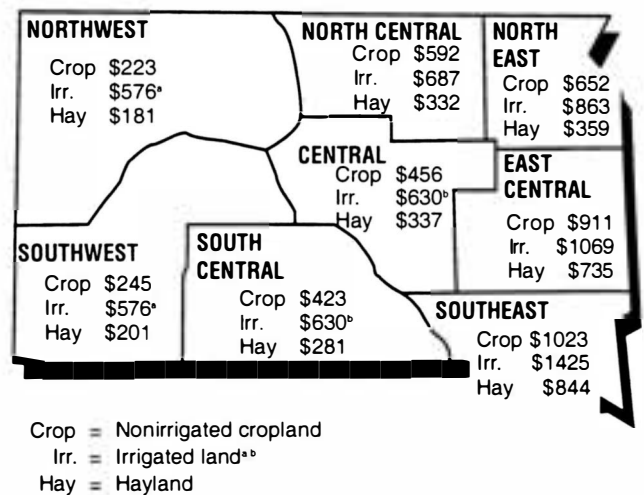 NORTHWEST
Crop $223
Irr. $576ᵃ
Hay $181
NORTH CENTRAL
Crop $592
Irr. $687
Hay $332
NORTH
EAST
Crop $652
Irr. $863
Hay $359
CENTRAL
Crop $456
Irr. $630ᵇ
Hay $337
EAST
CENTRAL
Crop $911
Irr. $1069
Hay $735
SOUTHWEST
Crop $245
Irr. $576ᵃ
Hay $201
SOUTH
CENTRAL
Crop $423
Irr. $630ᵇ
Hay $281
SOUTHEAST
Crop $1023
Irr. $1425
Hay $844
Crop = Nonirrigated cropland
Irr. = Irrigated landᵃ ᵇ
Hay = Hayland